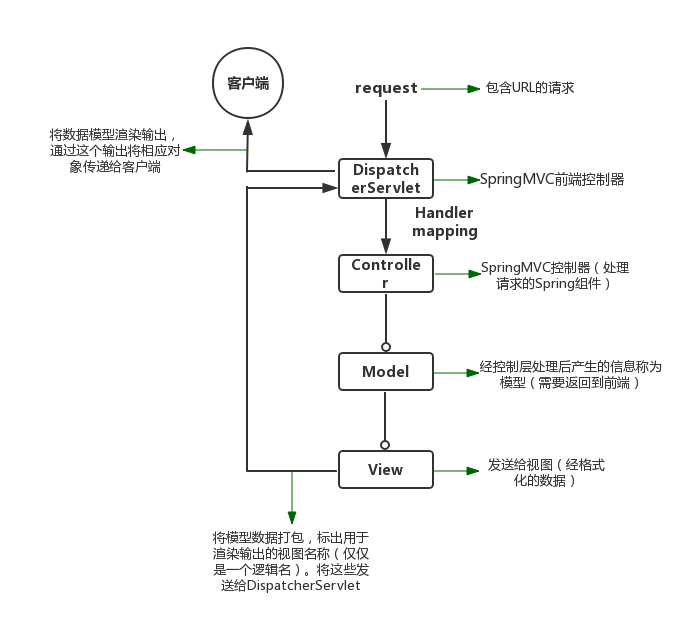 客户端
request
包含URL的请求
将数据模型渲染输出，
通过这个输出将相应对
象传递给客户端
Dispatch
erServlet
SpringMVC前端控制器
Handler
mapping
Controlle
r
SpringMVC控制器（处理
请求的Spring组件）
Model
经控制层处理后产生的信息称为
模型（需要返回到前端）
View
发送给视图（经格式
化的数据）
将模型数据打包，标出用于
渲染输出的视图名称（仅仅
是一个逻辑名）。将这些发
送给DispatcherServlet